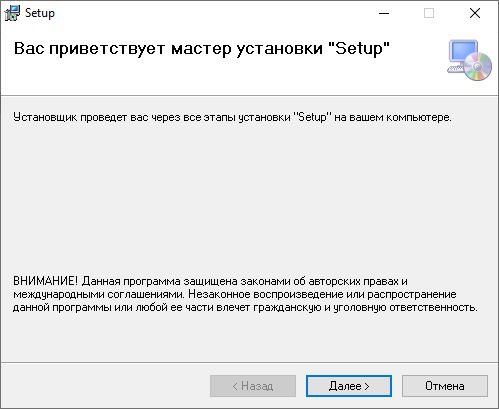 Setup
Вас приветствует мастер установки "Setup"
Установщик проведет вас через все этапы установки "Setup" на вашем компьютере.
ВНИМАНИЕ! Данная программа защищена законами об авторских правах и
международными соглашениями. Незаконное воспроизведение или распространение
данной программы или любой ее части влечет гражданскую и уголовную ответственность.
< Назад
Далее >
Отмена